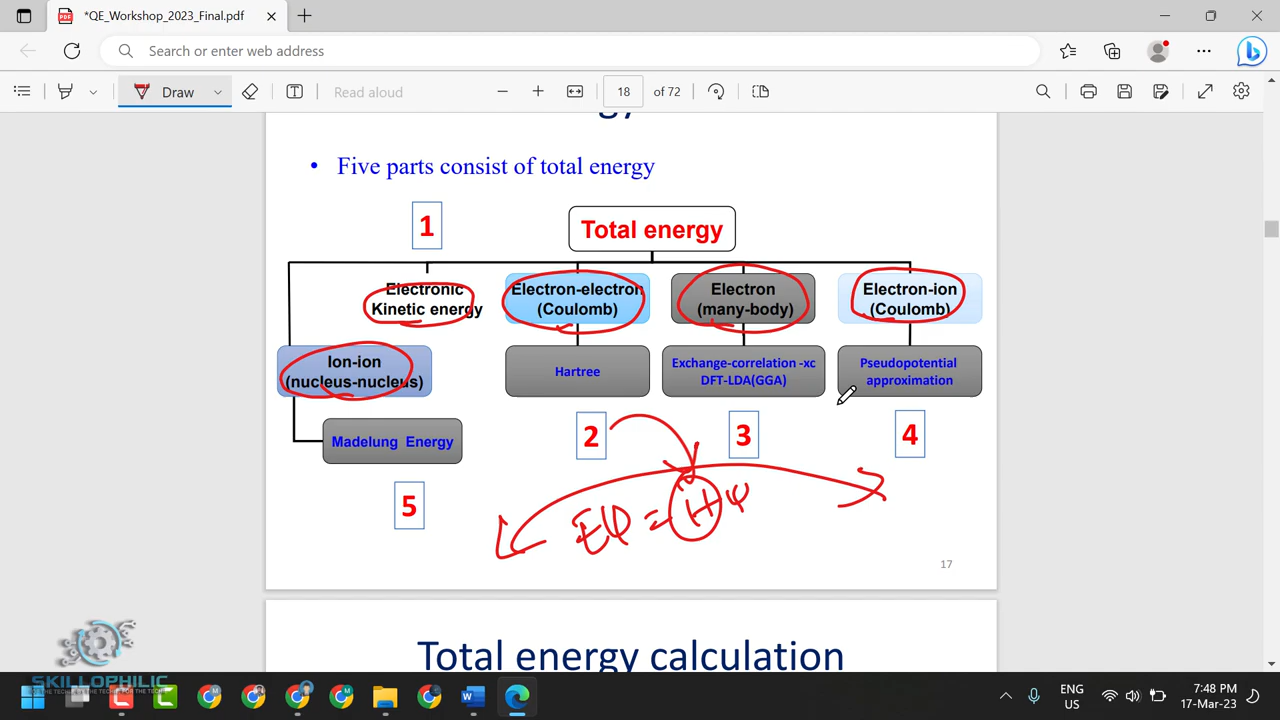 *QE_Workshop_2023_Final.pdf
Search or enter web address
Draw
Read aloud
18 of 72
• Five parts consist of total energy
1
Total energy
Electronic
Kinetic energy
Electron-electron
(Coulomb)
Electron
(many-body)
Electron-ion
(Coulomb)
Ion-ion
(nucleus-nucleus)
Hartree
Exchange-correlation -xc
DFT-LDA(GGA)
Pseudopotential
approximation
Madelung Energy
2
3
4
5
Eψ = Hψ
17
Total energy calculation
SKILLOPHILIC
ENG
US
7:48 PM
17-Mar-23